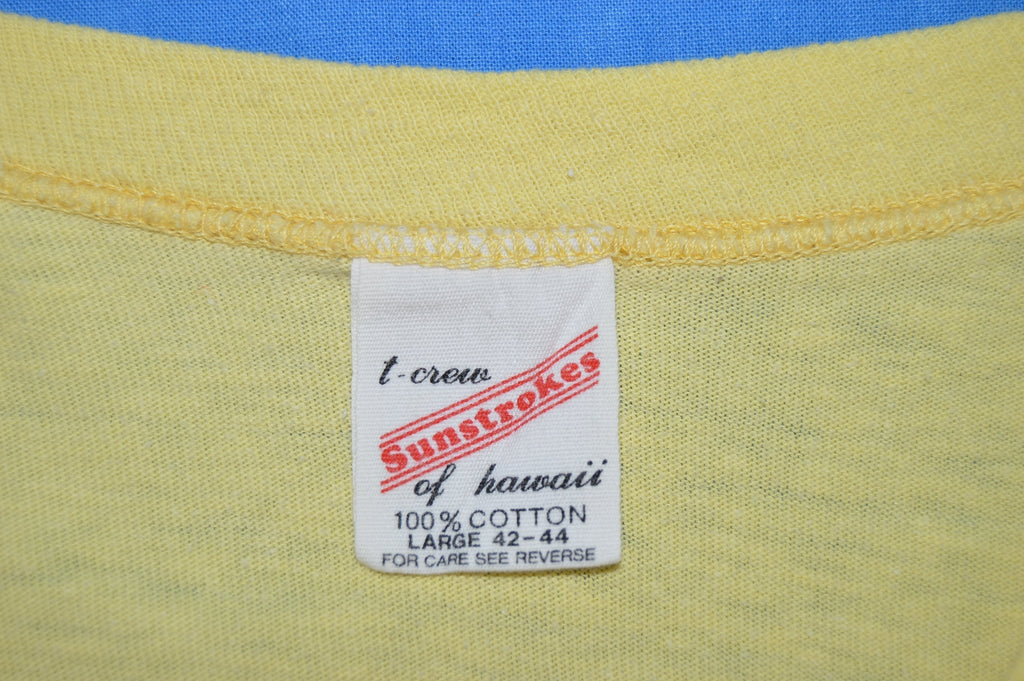 t-crew
Sunstrokes
of hawaii
100% COTTON
LARGE 42-44
FOR CARE SEE REVERSE